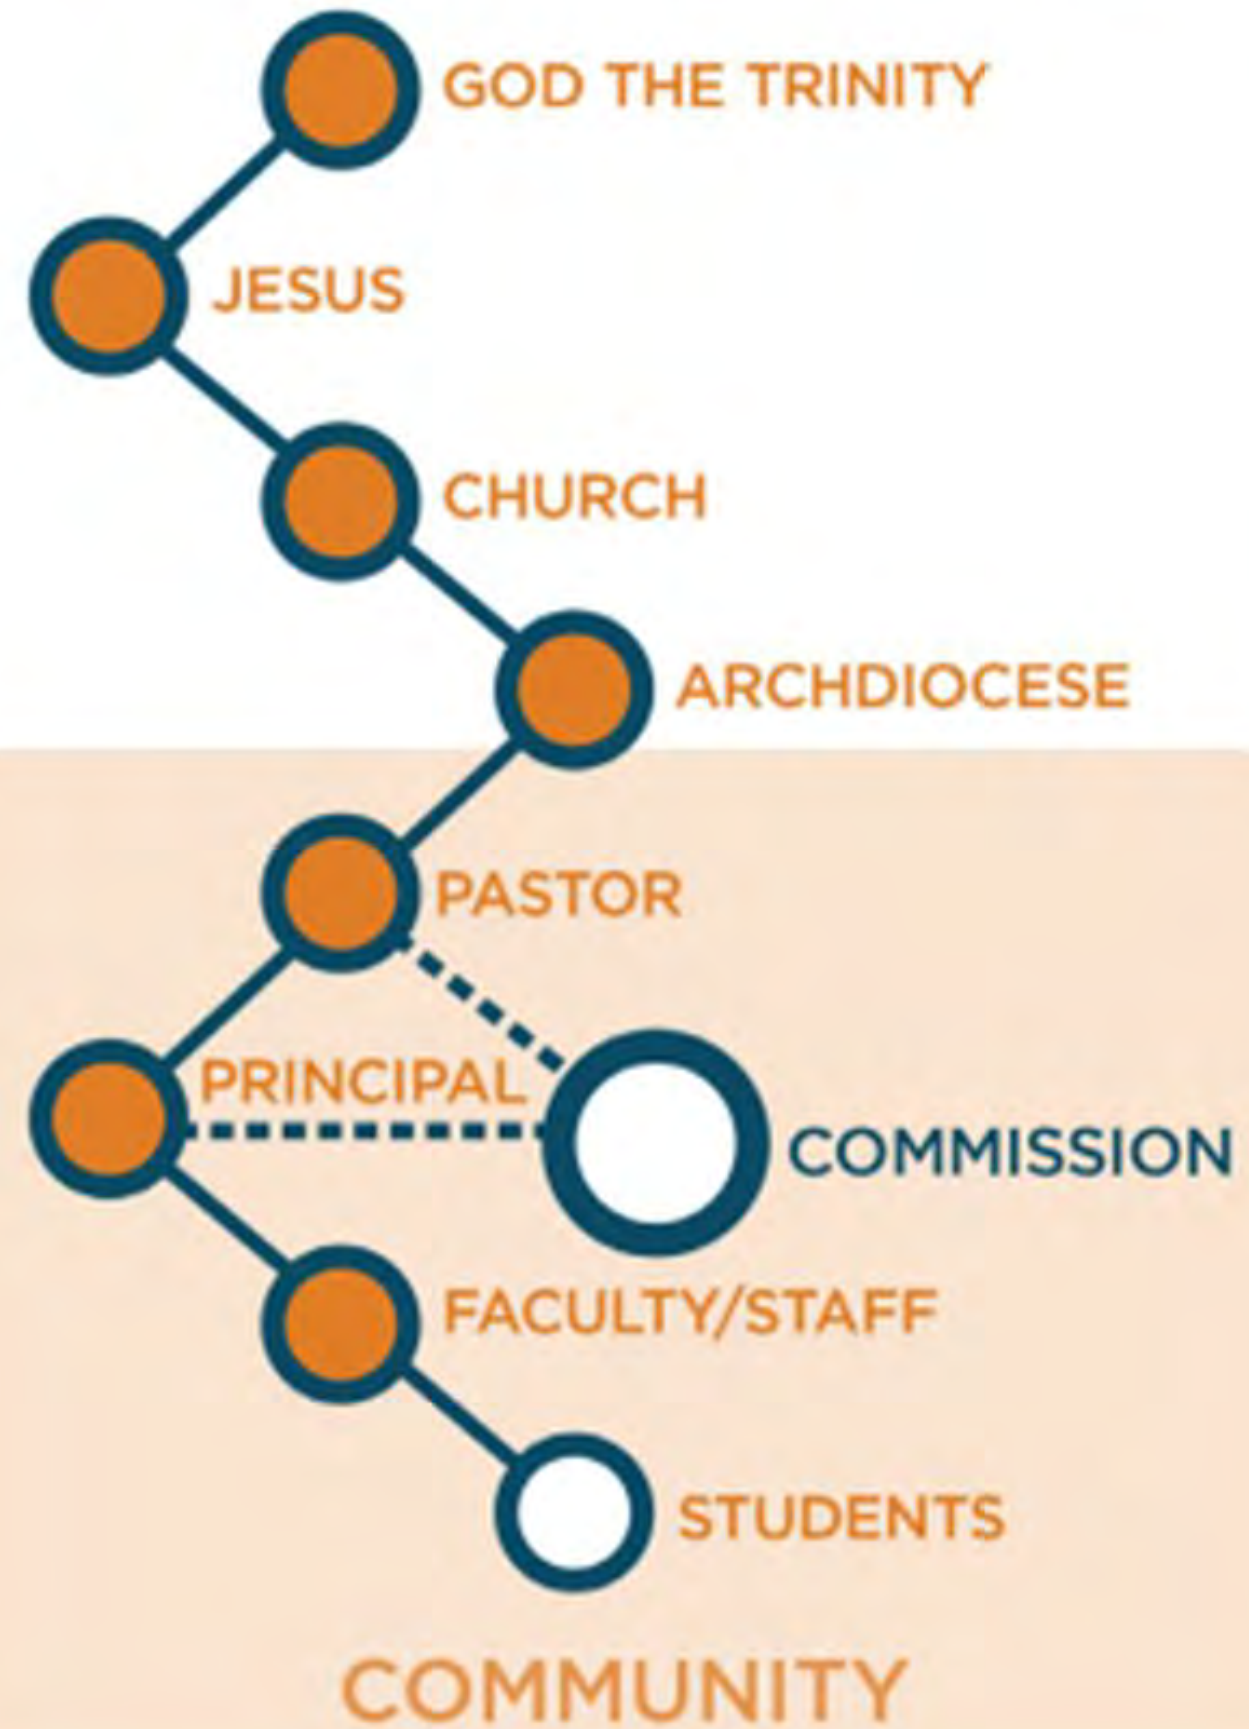 GOD THE TRINITY
JESUS
CHURCH
ARCHDIOCESE
PASTOR
PRINCIPAL
COMMISSION
FACULTY/STAFF
STUDENTS
COMMUNITY